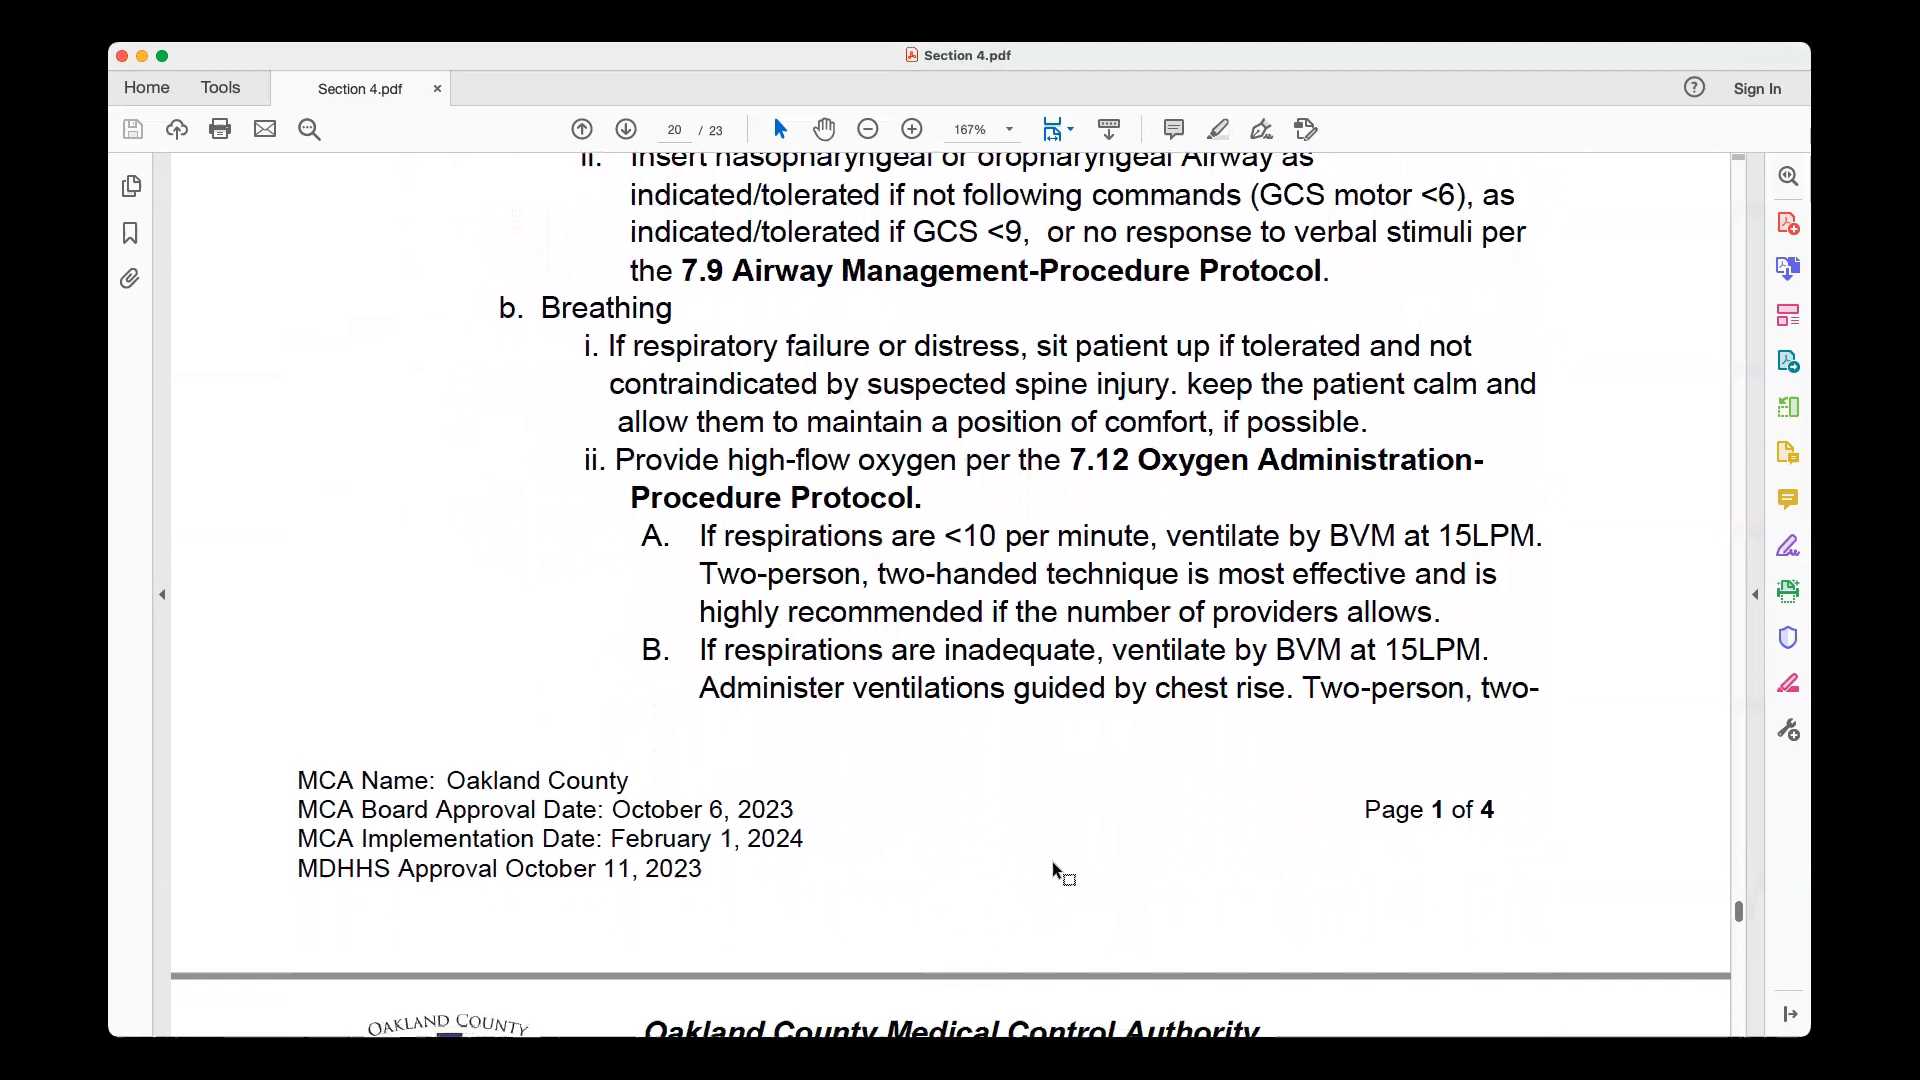 Section 4.pdf
Home Tools Section 4.pdf × ? Sign In
20 / 23 167%
ii. Insert nasopharyngeal or oropharyngeal Airway as
indicated/tolerated if not following commands (GCS motor <6), as
indicated/tolerated if GCS <9, or no response to verbal stimuli per
the 7.9 Airway Management-Procedure Protocol.
b. Breathing
i. If respiratory failure or distress, sit patient up if tolerated and not
contraindicated by suspected spine injury. keep the patient calm and
allow them to maintain a position of comfort, if possible.
ii. Provide high-flow oxygen per the 7.12 Oxygen Administration-
Procedure Protocol.
A. If respirations are <10 per minute, ventilate by BVM at 15LPM.
Two-person, two-handed technique is most effective and is
highly recommended if the number of providers allows.
B. If respirations are inadequate, ventilate by BVM at 15LPM.
Administer ventilations guided by chest rise. Two-person, two-
MCA Name: Oakland County
MCA Board Approval Date: October 6, 2023
Page 1 of 4
MCA Implementation Date: February 1, 2024
MDHHS Approval October 11, 2023
OAKLAND COUNTY
Oakland County Medical Control Authority